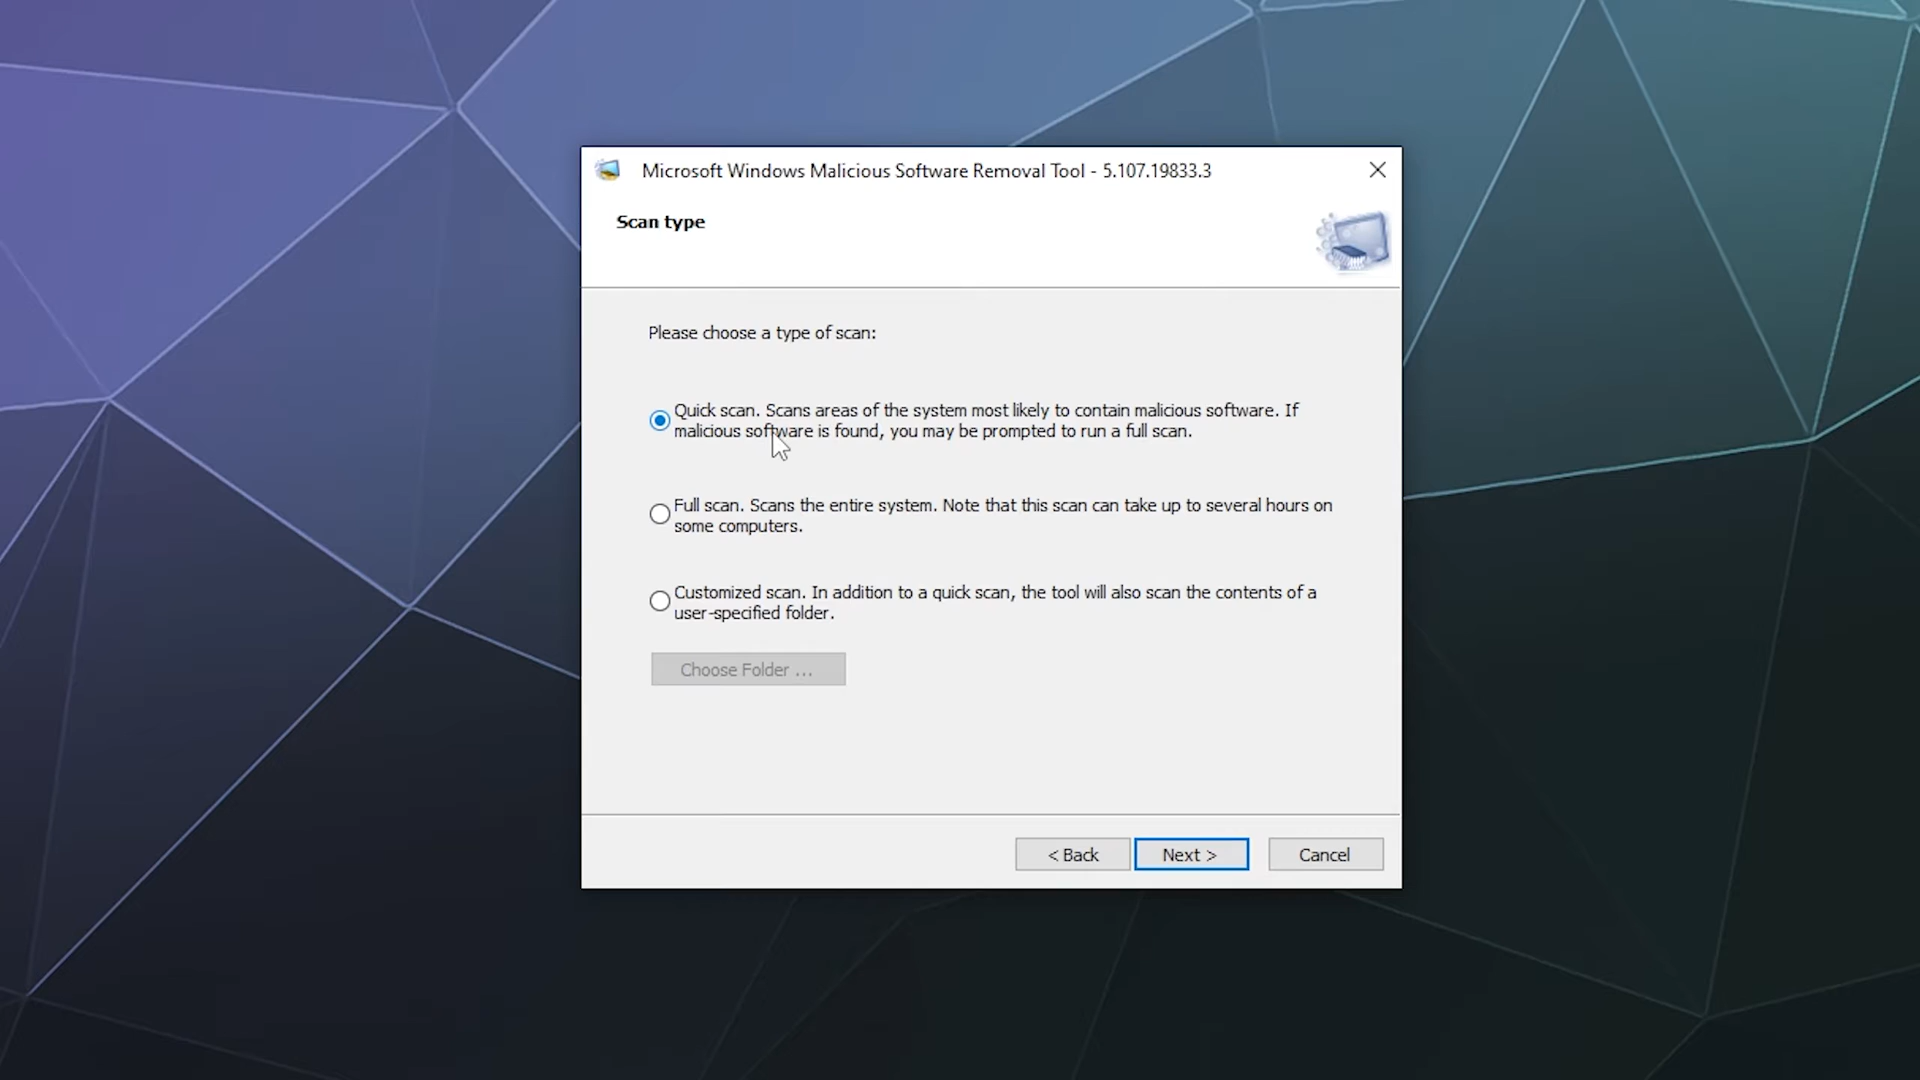 Microsoft Windows Malicious Software Removal Tool - 5.107.19833.3
Scan type
Please choose a type of scan:
Quick scan. Scans areas of the system most likely to contain malicious software. If
malicious software is found, you may be prompted to run a full scan.
Full scan. Scans the entire system. Note that this scan can take up to several hours on
some computers.
Customized scan. In addition to a quick scan, the tool will also scan the contents of a
user-specified folder.
Choose Folder ...
< Back
Next >
Cancel